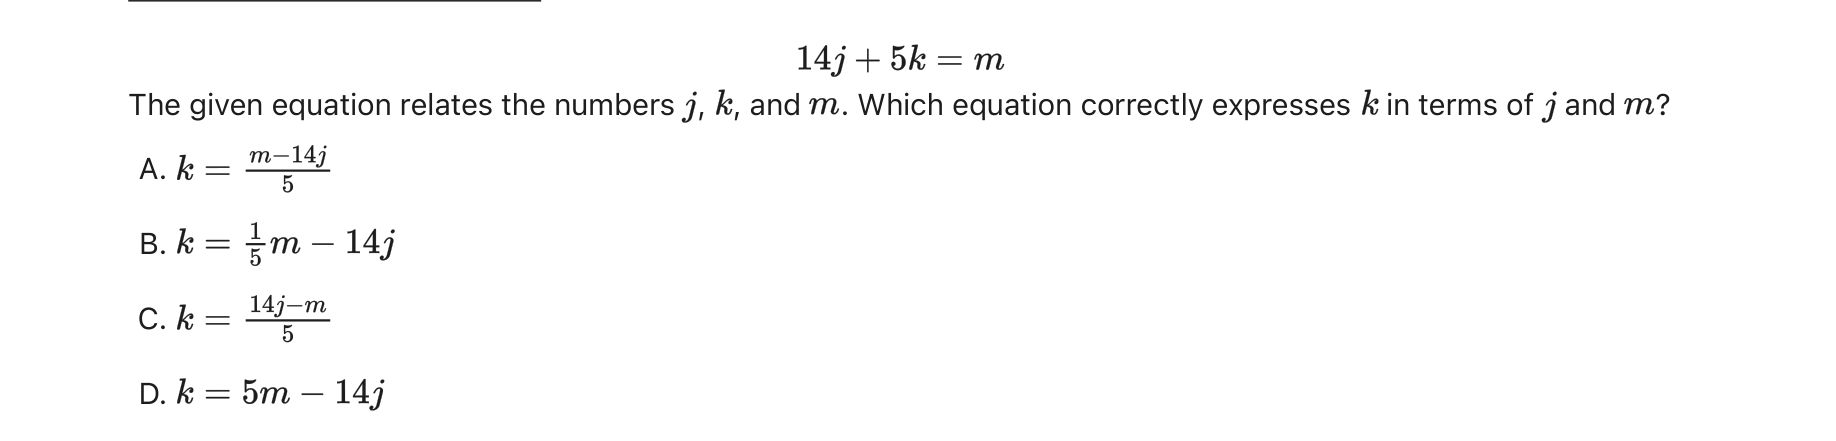 14j + 5k = m
The given equation relates the numbers j, k, and m. Which equation correctly expresses k in terms of j and m?
A. k = \frac{m-14j}{5}
B. k = \frac{1}{5}m - 14j
C. k = \frac{14j-m}{5}
D. k = 5m - 14j